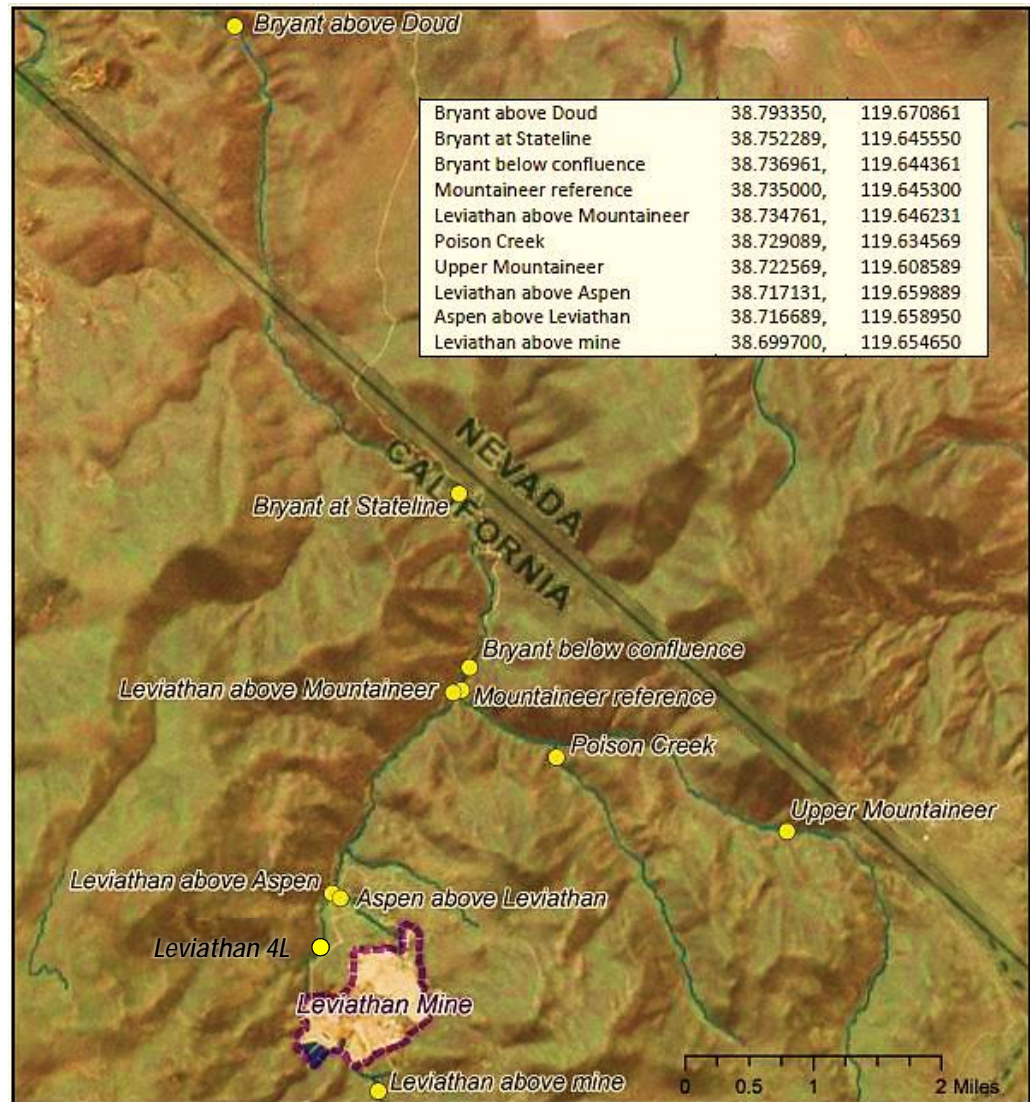 Bryant above Doud
Bryant above Doud 38.793350, 119.670861
Bryant at Stateline 38.752289, 119.645550
Bryant below confluence 38.736961, 119.644361
Mountaineer reference 38.735000, 119.645300
Leviathan above Mountaineer 38.734761, 119.646231
Poison Creek 38.729089, 119.634569
Upper Mountaineer 38.722569, 119.608589
Leviathan above Aspen 38.717131, 119.659889
Aspen above Leviathan 38.716689, 119.658950
Leviathan above mine 38.699700, 119.654650
NEVADA
CALIFORNIA
Bryant at Stateline
Bryant below confluence
Leviathan above Mountaineer
Mountaineer reference
Poison Creek
Upper Mountaineer
Leviathan above Aspen
Aspen above Leviathan
Leviathan 4L
Leviathan Mine
Leviathan above mine
0 0.5 1 2 Miles